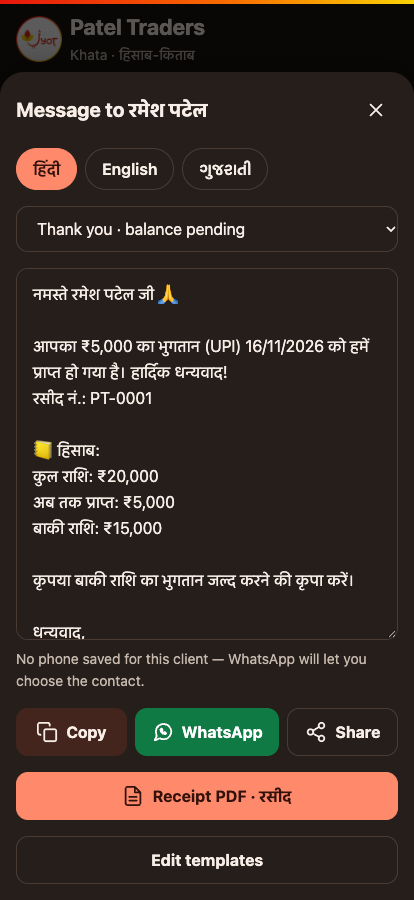 Jyot
Patel Traders
Khata · हिसाब-किताब
Message to रमेश पटेल
हिंदी
English
ગુજરાતી
Thank you · balance pending
नमस्ते रमेश पटेल जी 🙏
आपका ₹5,000 का भुगतान (UPI) 16/11/2026 को हमें
प्राप्त हो गया है। हार्दिक धन्यवाद!
रसीद नं.: PT-0001
📒 हिसाब:
कुल राशि: ₹20,000
अब तक प्राप्त: ₹5,000
बाकी राशि: ₹15,000
कृपया बाकी राशि का भुगतान जल्द करने की कृपा करें।
धन्यवाद,
No phone saved for this client — WhatsApp will let you
choose the contact.
Copy
WhatsApp
Share
Receipt PDF · रसीद
Edit templates